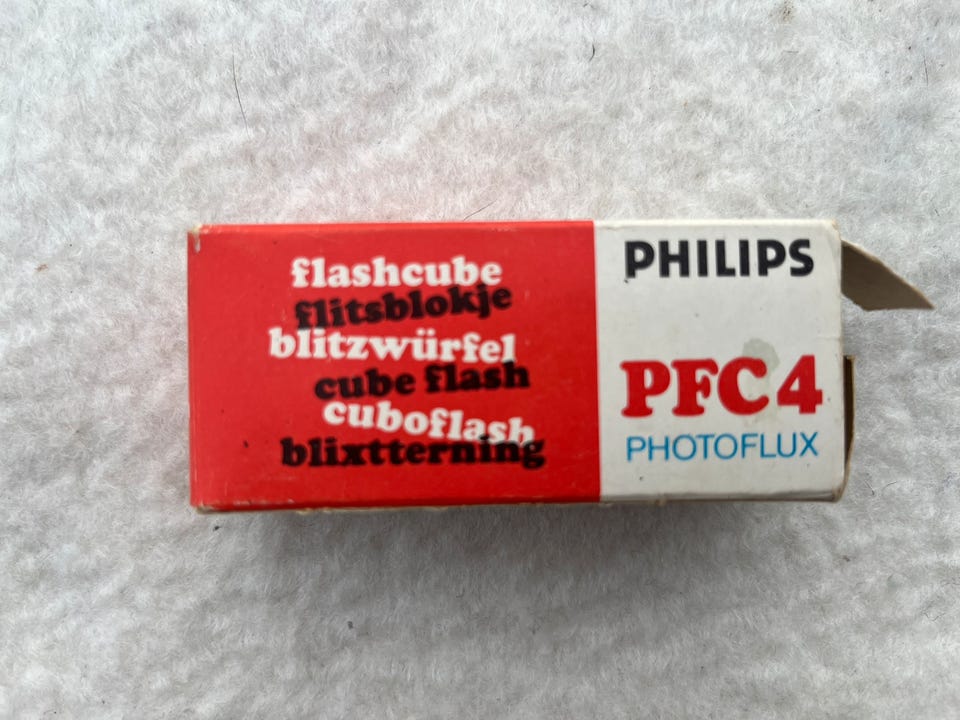 flashcube
flitsblokje
blitzwürfel
cube flash
cuboflash
blixtterning
PHILIPS
PFC4
PHOTOFLUX